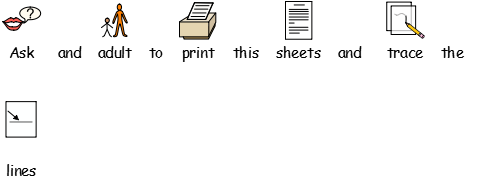 Ask and adult to print this sheets and trace the
lines